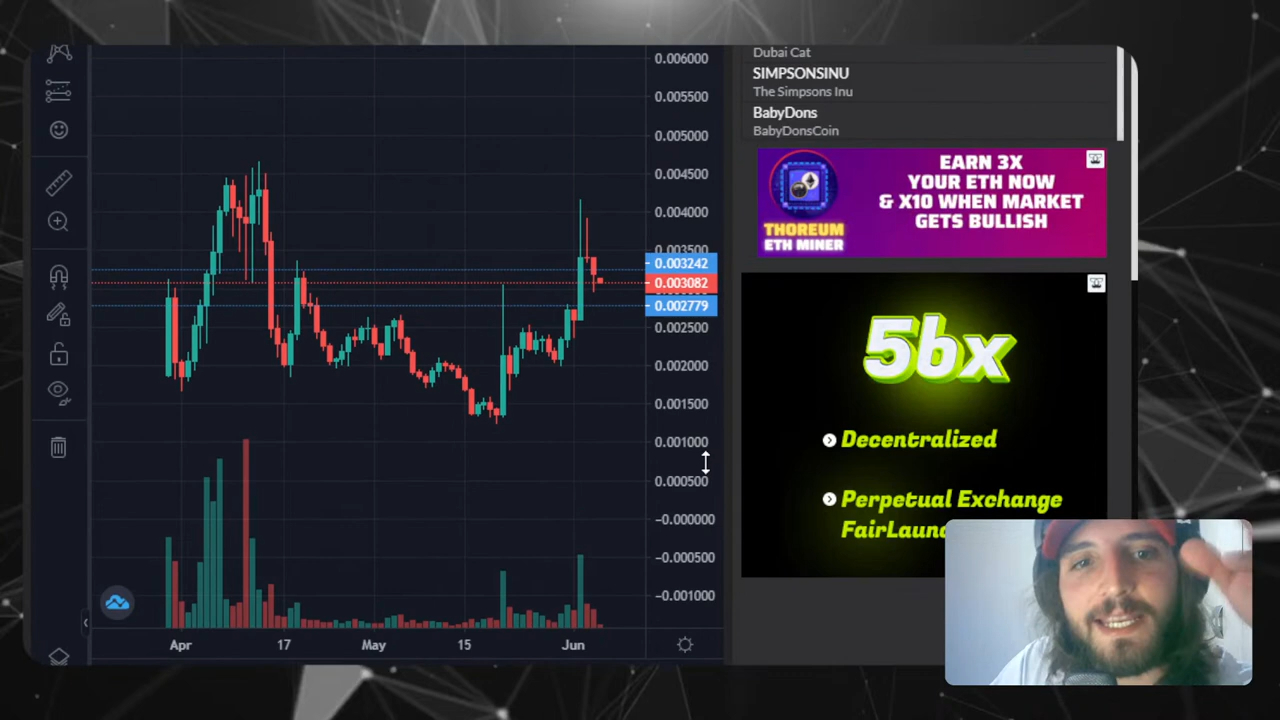 0.006000
0.005500
0.005000
0.004500
0.004000
0.003500
0.003242
0.003082
0.002779
0.002500
0.002000
0.001500
0.001000
0.000500
−0.000000
−0.000500
−0.001000
Apr 17 May 15 Jun
Dubai Cat
SIMPSONSINU
The Simpsons Inu
BabyDons
BabyDonsCoin
THOREUM
ETH MINER
EARN 3X
YOUR ETH NOW
& X10 WHEN MARKET
GETS BULLISH
56x
Decentralized
Perpetual Exchange